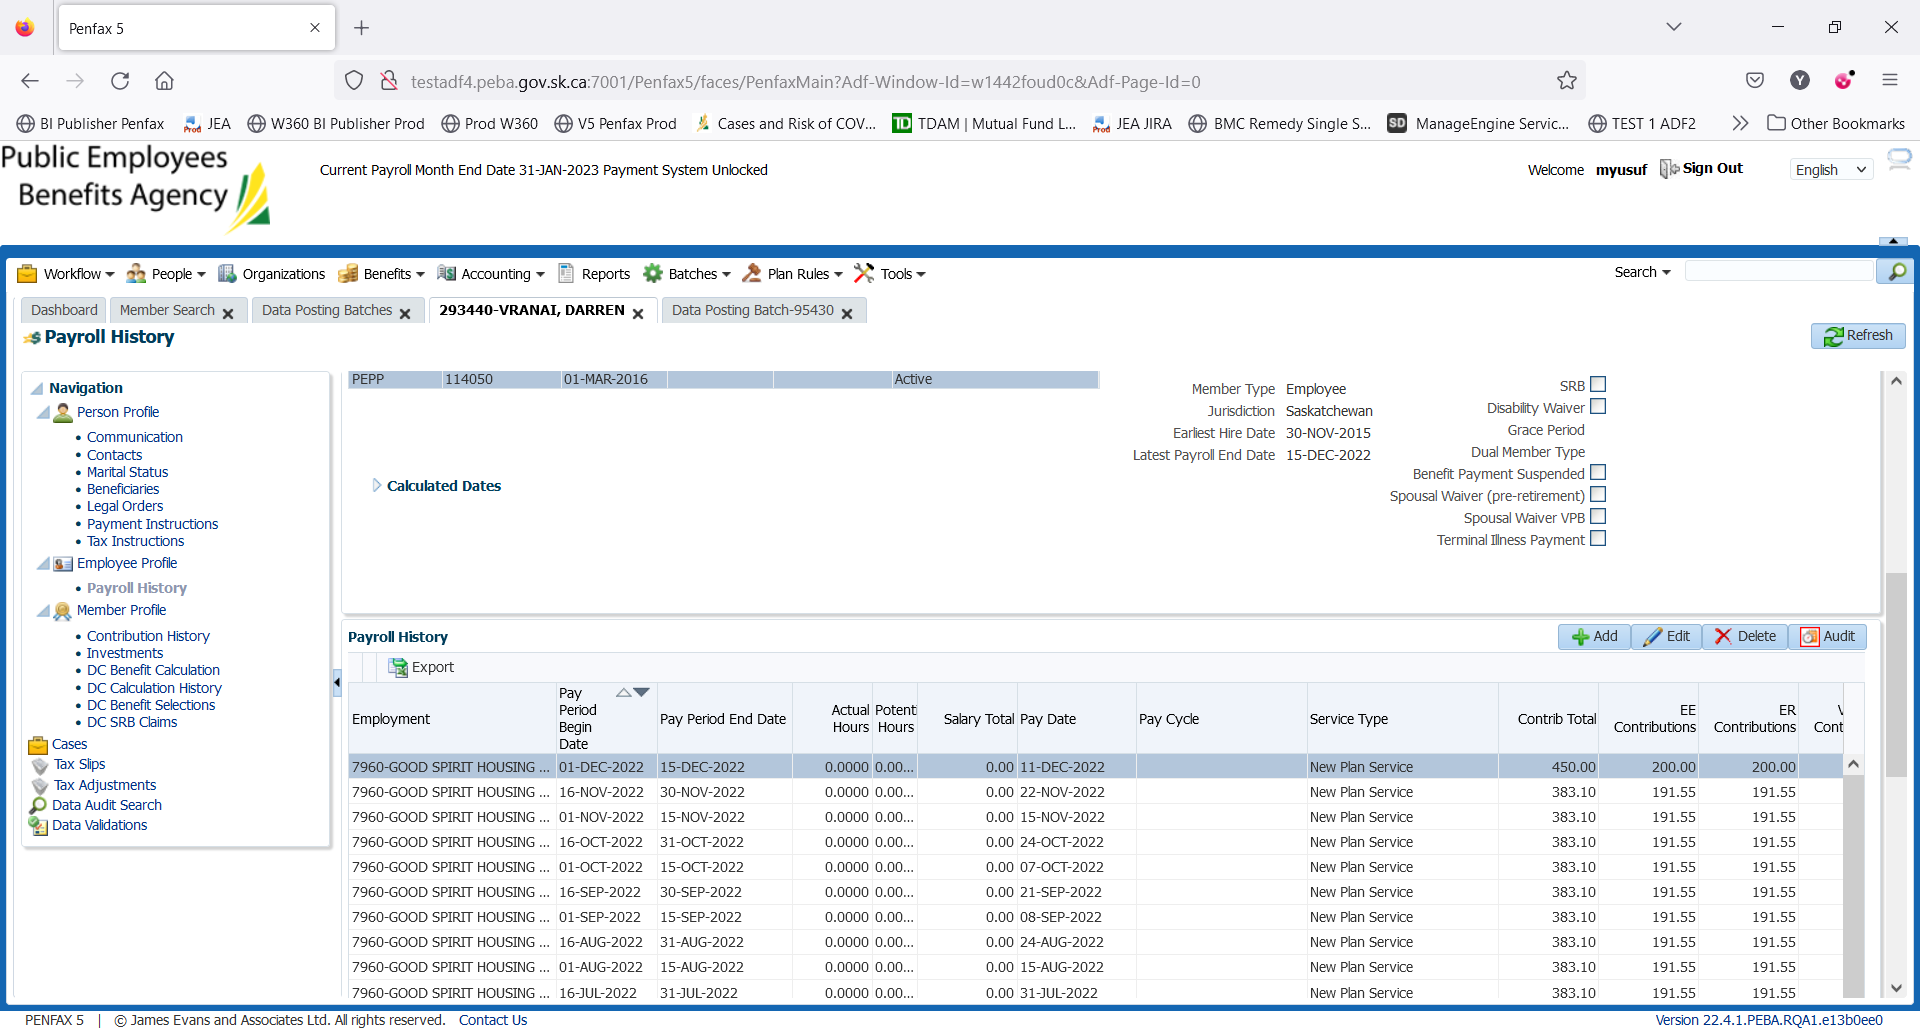 Penfax 5
testadf4.peba.gov.sk.ca:7001/Penfax5/faces/PenfaxMain?Adf-Window-Id=w1442foud0c&Adf-Page-Id=0
BI Publisher Penfax JEA W360 BI Publisher Prod Prod W360 V5 Penfax Prod Cases and Risk of COV... TDAM | Mutual Fund L... JEA JIRA BMC Remedy Single S... ManageEngine Servic... TEST 1 ADF2 Other Bookmarks
Public Employees
Benefits Agency
Current Payroll Month End Date 31-JAN-2023 Payment System Unlocked
Welcome myusuf Sign Out English
Workflow People Organizations Benefits Accounting Reports Batches Plan Rules Tools Search
Dashboard Member Search Data Posting Batches 293440-VRANAI, DARREN Data Posting Batch-95430
Payroll History
Refresh
Navigation
Person Profile
Communication
Contacts
Marital Status
Beneficiaries
Legal Orders
Payment Instructions
Tax Instructions
Employee Profile
Payroll History
Member Profile
Contribution History
Investments
DC Benefit Calculation
DC Calculation History
DC Benefit Selections
DC SRB Claims
Cases
Tax Slips
Tax Adjustments
Data Audit Search
Data Validations
PEPP 114050 01-MAR-2016 Active
Calculated Dates
Member Type Employee
Jurisdiction Saskatchewan
Earliest Hire Date 30-NOV-2015
Latest Payroll End Date 15-DEC-2022
SRB
Disability Waiver
Grace Period
Dual Member Type
Benefit Payment Suspended
Spousal Waiver (pre-retirement)
Spousal Waiver VPB
Terminal Illness Payment
Payroll History
Add Edit Delete Audit
Export
Employment Pay Period Begin Date Pay Period End Date Actual Hours Potenti Hours Salary Total Pay Date Pay Cycle Service Type Contrib Total EE Contributions ER Contributions V Cont
7960-GOOD SPIRIT HOUSING ... 01-DEC-2022 15-DEC-2022 0.0000 0.00... 0.00 11-DEC-2022 New Plan Service 450.00 200.00 200.00
7960-GOOD SPIRIT HOUSING ... 16-NOV-2022 30-NOV-2022 0.0000 0.00... 0.00 22-NOV-2022 New Plan Service 383.10 191.55 191.55
7960-GOOD SPIRIT HOUSING ... 01-NOV-2022 15-NOV-2022 0.0000 0.00... 0.00 15-NOV-2022 New Plan Service 383.10 191.55 191.55
7960-GOOD SPIRIT HOUSING ... 16-OCT-2022 31-OCT-2022 0.0000 0.00... 0.00 24-OCT-2022 New Plan Service 383.10 191.55 191.55
7960-GOOD SPIRIT HOUSING ... 01-OCT-2022 15-OCT-2022 0.0000 0.00... 0.00 07-OCT-2022 New Plan Service 383.10 191.55 191.55
7960-GOOD SPIRIT HOUSING ... 16-SEP-2022 30-SEP-2022 0.0000 0.00... 0.00 21-SEP-2022 New Plan Service 383.10 191.55 191.55
7960-GOOD SPIRIT HOUSING ... 01-SEP-2022 15-SEP-2022 0.0000 0.00... 0.00 08-SEP-2022 New Plan Service 383.10 191.55 191.55
7960-GOOD SPIRIT HOUSING ... 16-AUG-2022 31-AUG-2022 0.0000 0.00... 0.00 24-AUG-2022 New Plan Service 383.10 191.55 191.55
7960-GOOD SPIRIT HOUSING ... 01-AUG-2022 15-AUG-2022 0.0000 0.00... 0.00 15-AUG-2022 New Plan Service 383.10 191.55 191.55
7960-GOOD SPIRIT HOUSING ... 16-JUL-2022 31-JUL-2022 0.0000 0.00... 0.00 31-JUL-2022 New Plan Service 383.10 191.55 191.55
PENFAX 5 | © James Evans and Associates Ltd. All rights reserved. Contact Us
Version 22.4.1.PEBA.RQA1.e13b0ee0